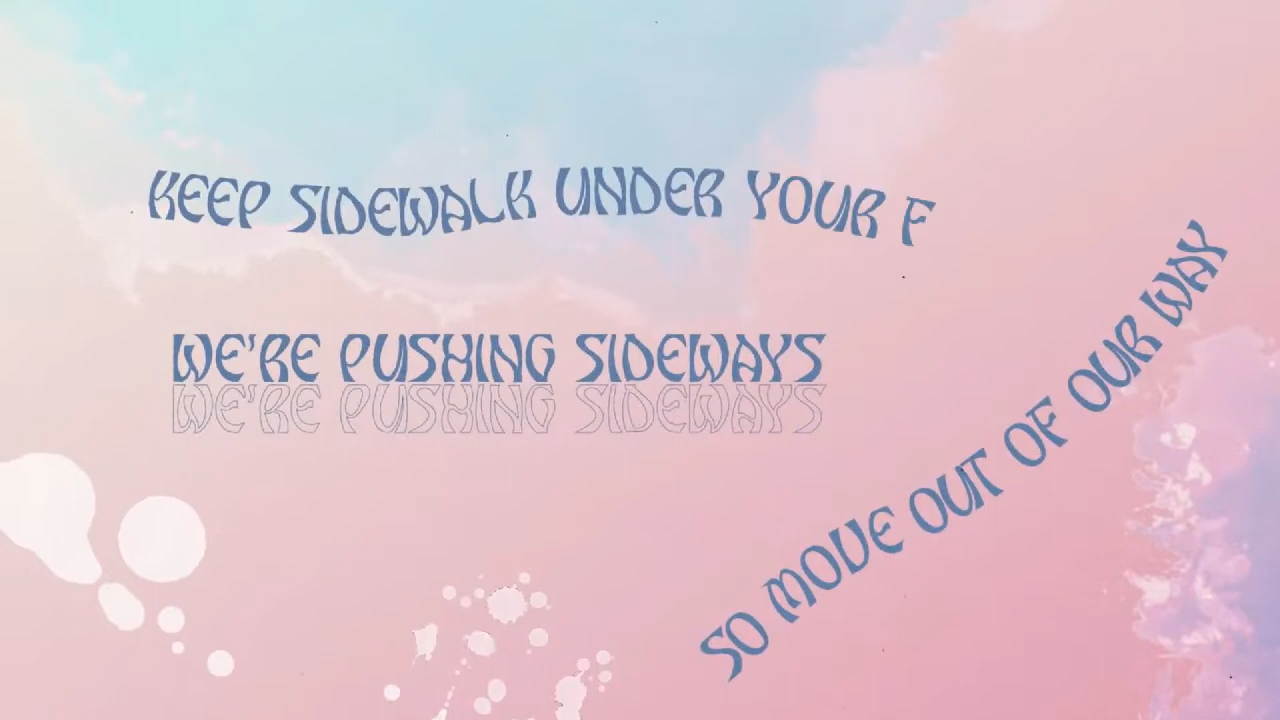 KEEP SIDEWALK UNDER YOUR F
WE'RE PUSHING SIDEWAYS
WE'RE PUSHING SIDEWAYS
SO MOVE OUT OF OUR WAY